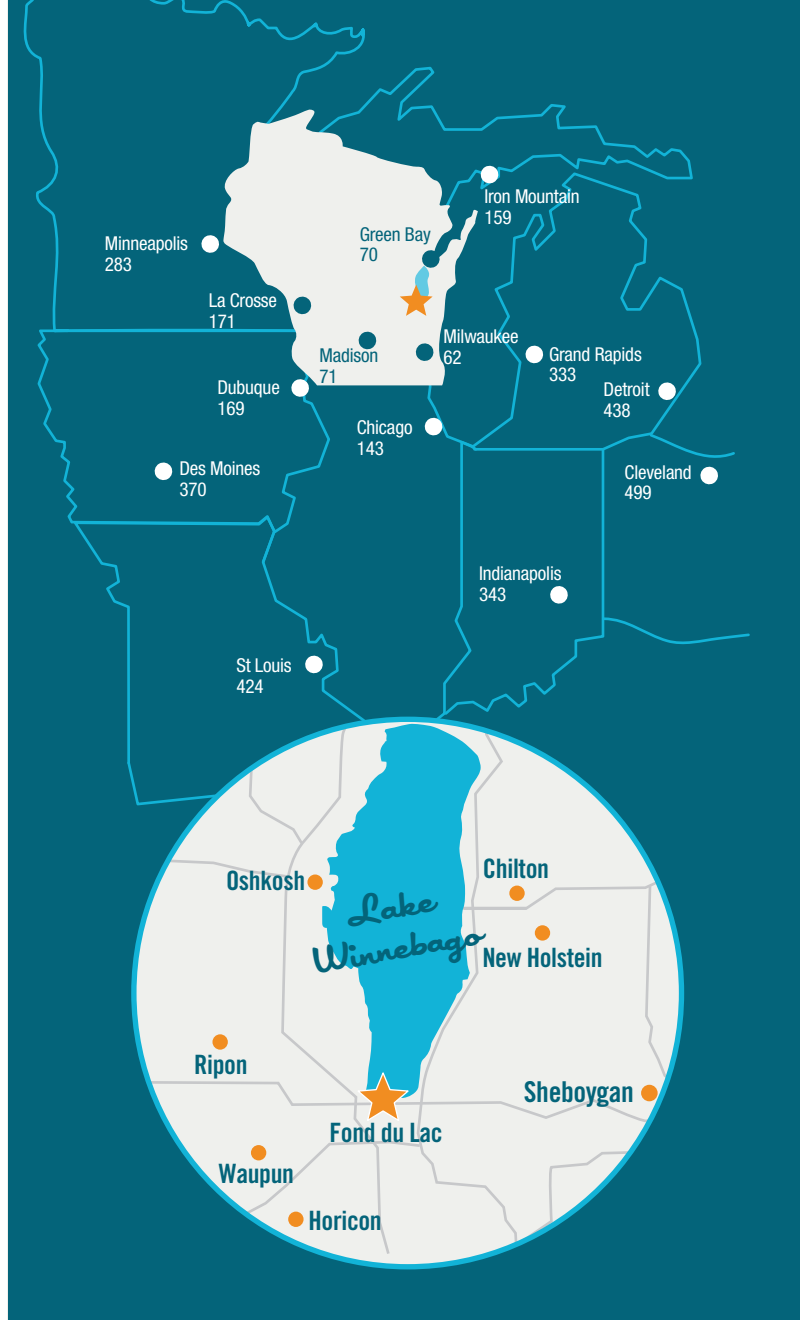 Iron Mountain
159
Green Bay
70
Minneapolis
283
La Crosse
171
Milwaukee
62
Madison
71
Grand Rapids
333
Dubuque
169
Detroit
438
Chicago
143
Des Moines
370
Cleveland
499
Indianapolis
343
St Louis
424
Chilton
Oshkosh
Lake
Winnebago
New Holstein
Ripon
Sheboygan
Fond du Lac
Waupun
Horicon